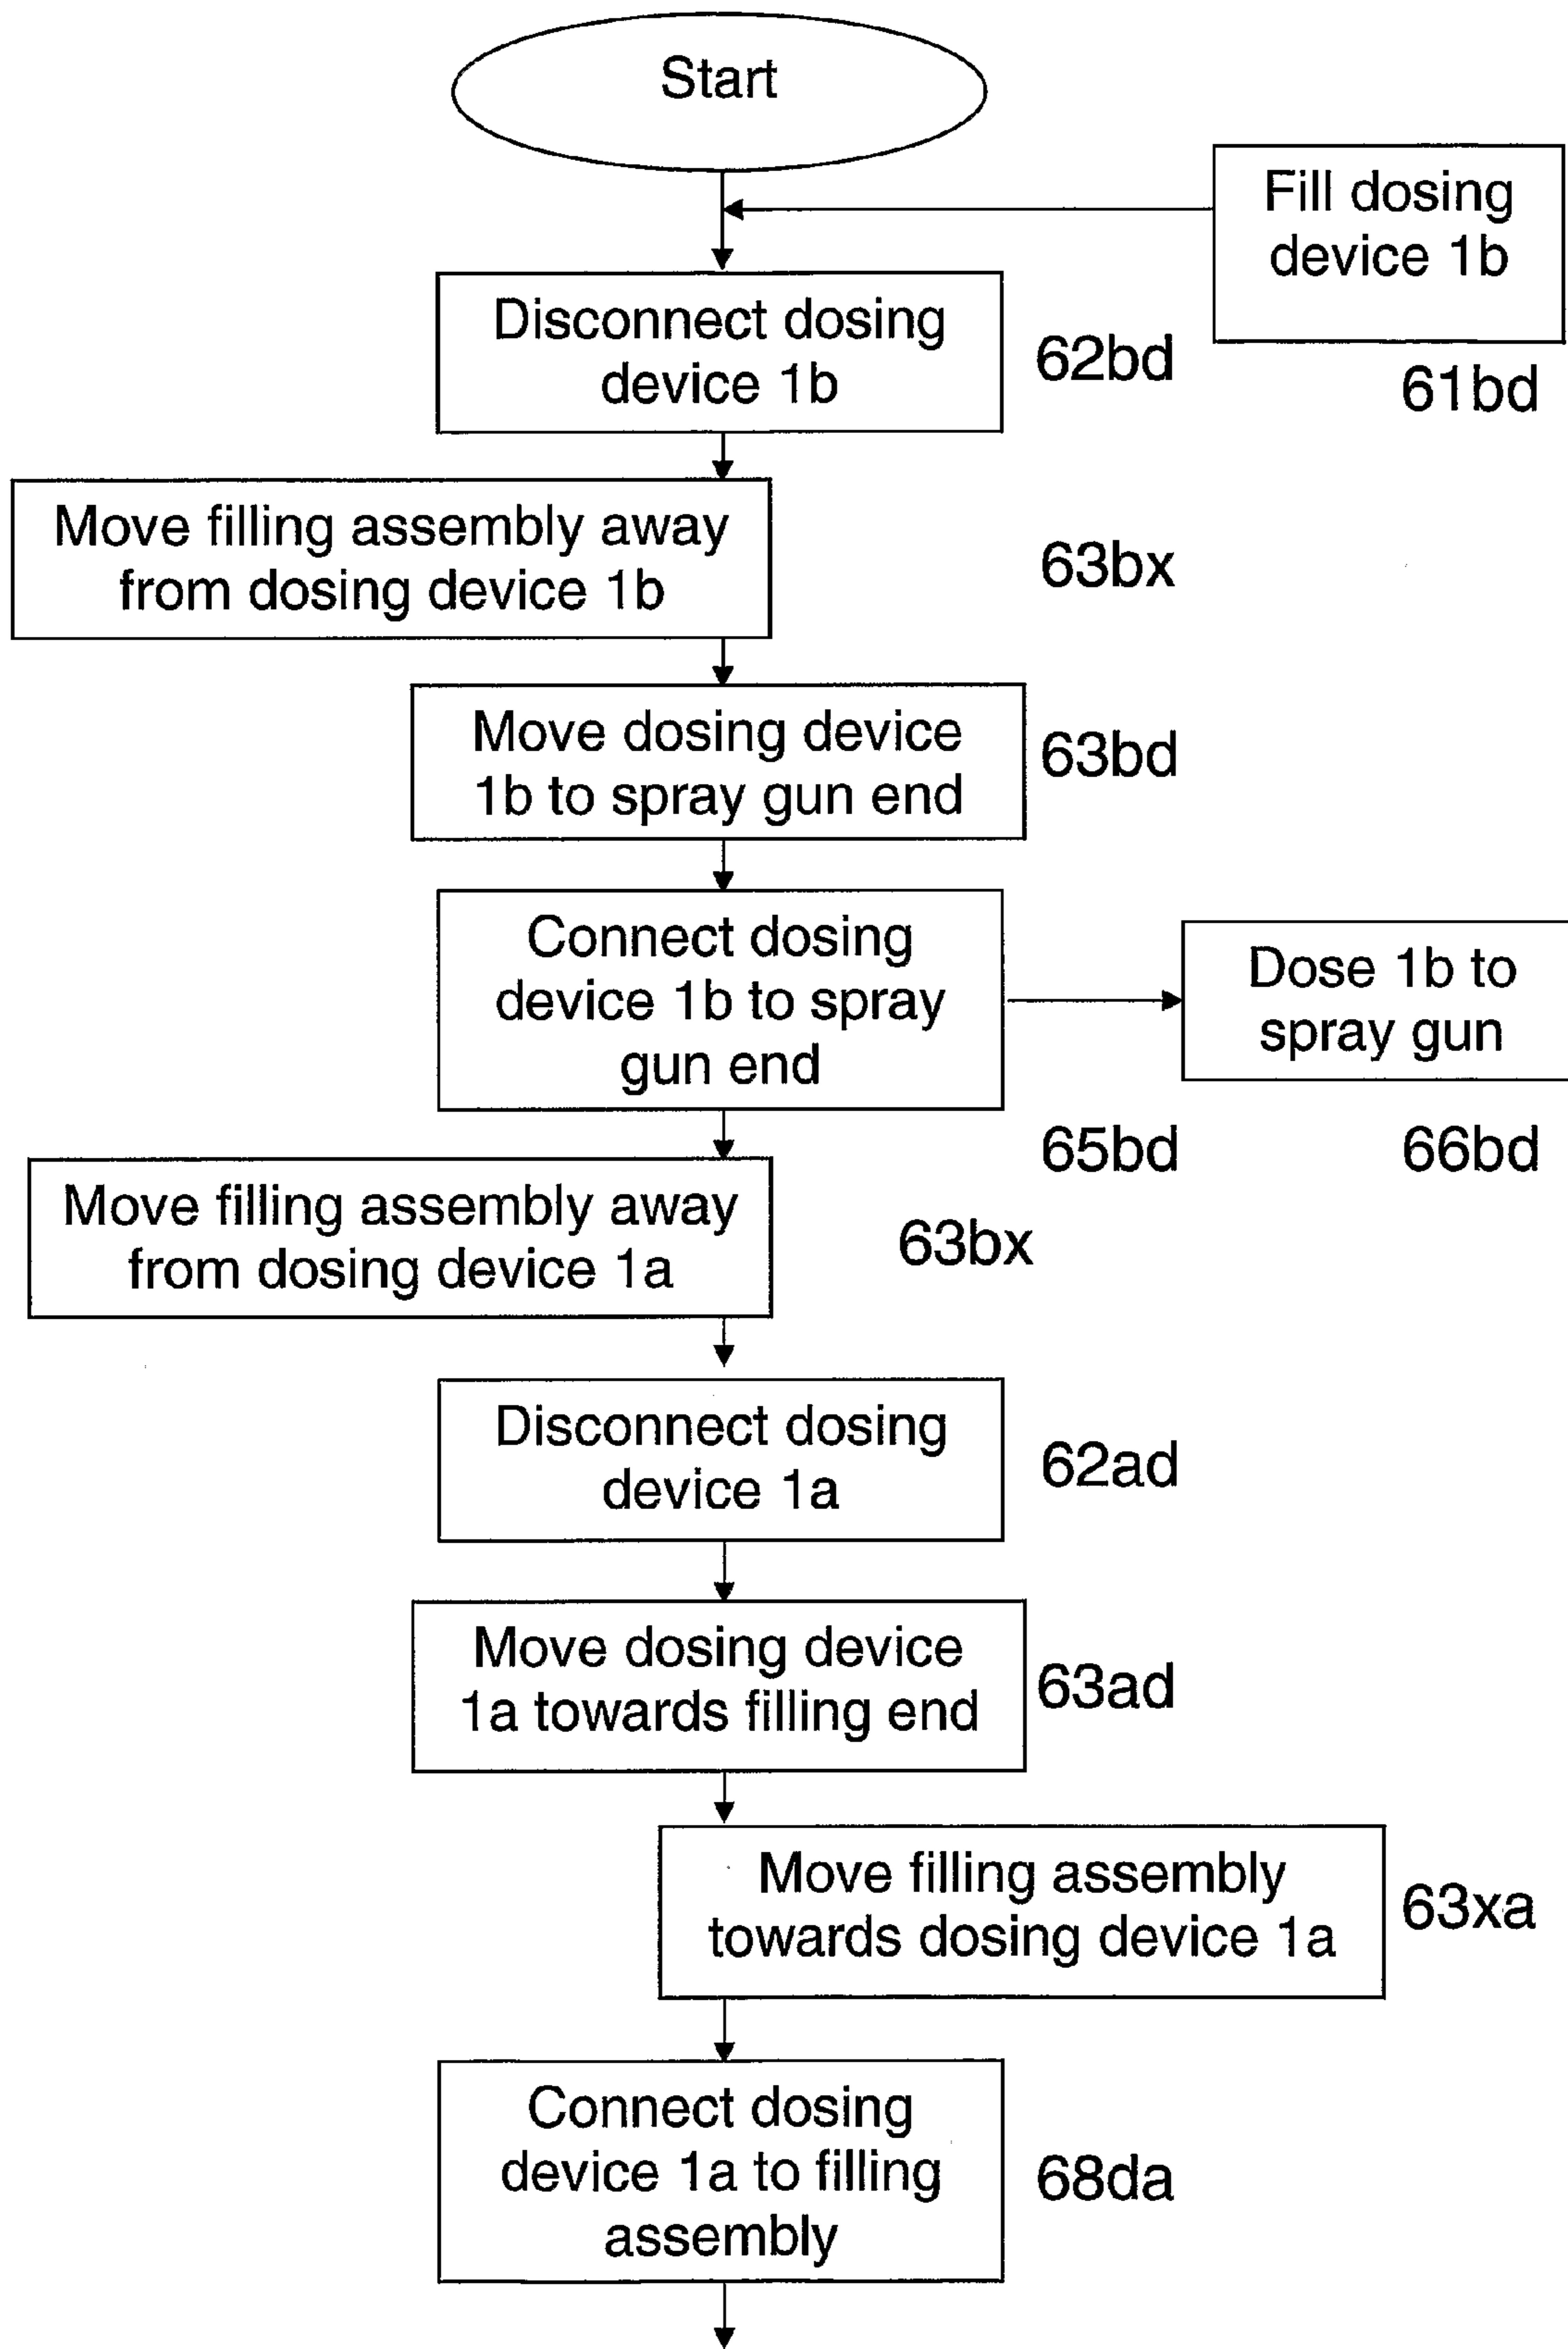 Start
Fill dosing
device 1b
61bd
Disconnect dosing
device 1b
62bd
Move filling assembly away
from dosing device 1b
63bx
Move dosing device
1b to spray gun end
63bd
Connect dosing
device 1b to spray
gun end
65bd
Dose 1b to
spray gun
66bd
Move filling assembly away
from dosing device 1a
63bx
Disconnect dosing
device 1a
62ad
Move dosing device
1a towards filling end
63ad
Move filling assembly
towards dosing device 1a
63xa
Connect dosing
device 1a to filling
assembly
68da